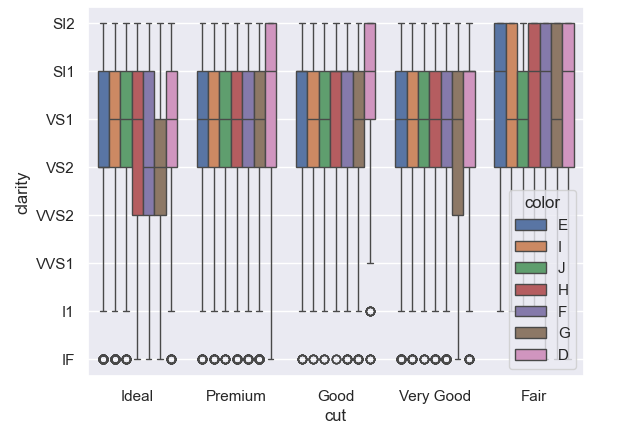 SI2
SI1
VS1
VS2
VVS2
VVS1
I1
IF
clarity
color
E
I
J
H
F
G
D
Ideal Premium Good Very Good Fair
cut